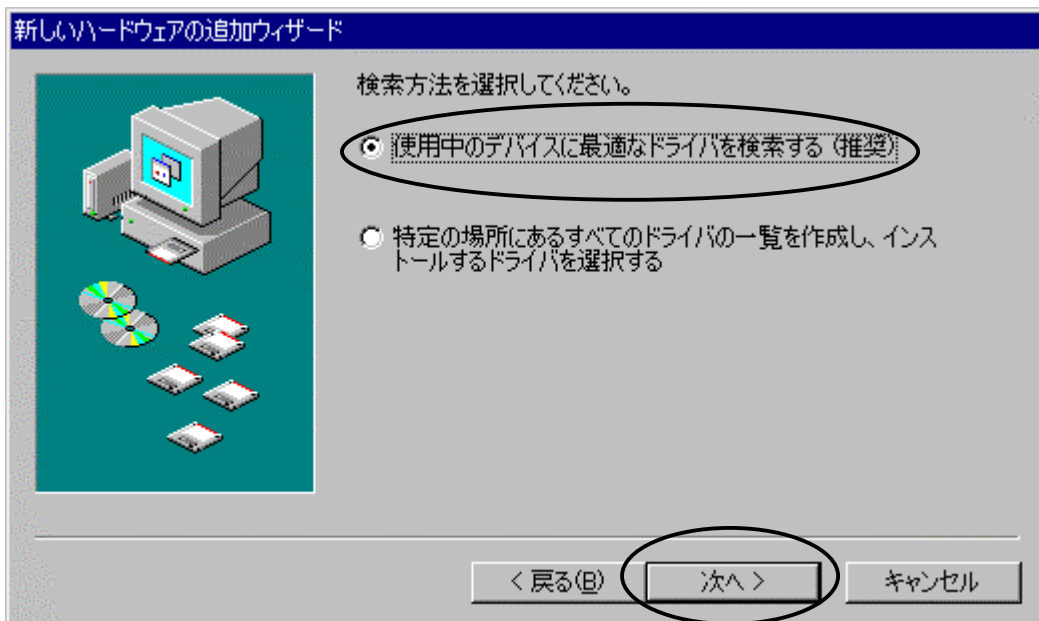 新しいハードウェアの追加ウィザード
検索方法を選択してください。
使用中のデバイスに最適なドライバを検索する (推奨)
特定の場所にあるすべてのドライバの一覧を作成し、インス
トールするドライバを選択する
< 戻る(B)
次へ >
キャンセル